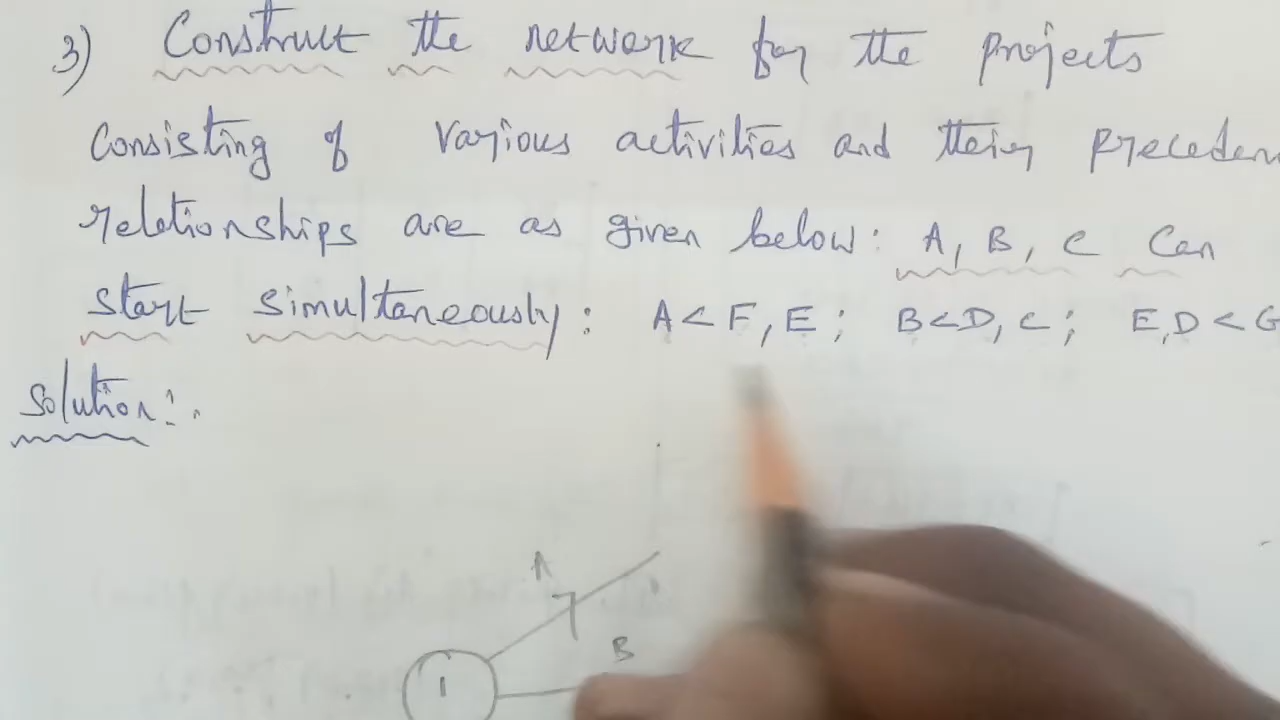 3) Construct the network for the projects
Consisting of various activities and their preceden
relationships are as given below: A, B, C Can
start simultaneously: A<F, E; B<D, C; E, D < G
Solution:
A
B
1